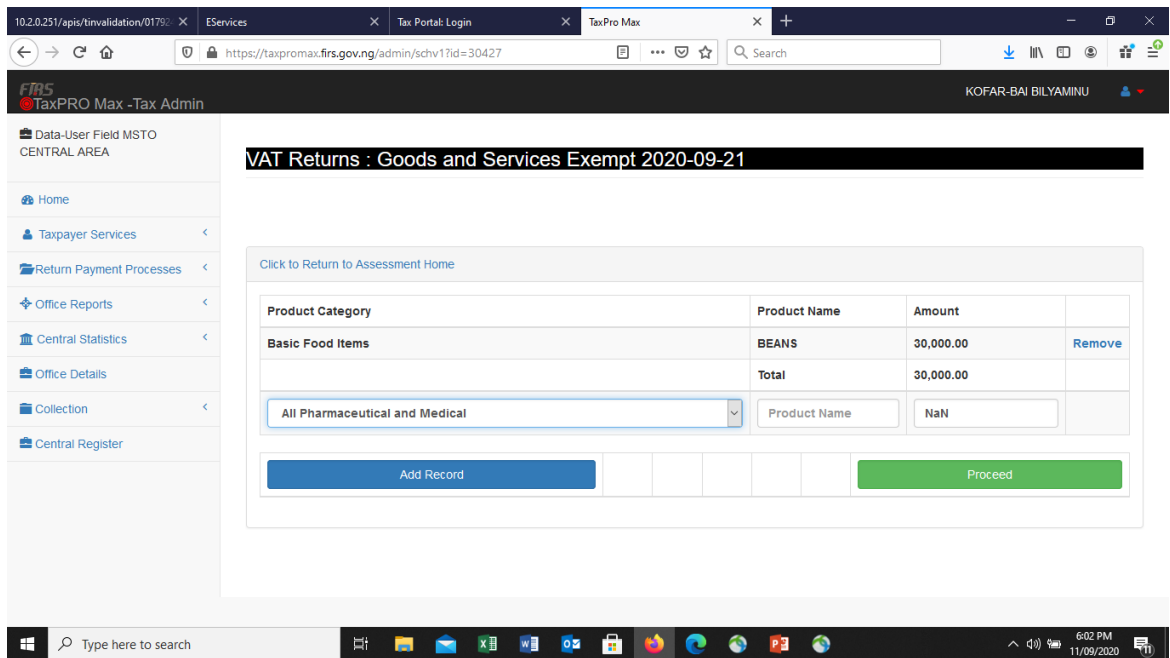 10.2.0.251/apis/tinvalidation/01792
EServices
Tax Portal: Login
TaxPro Max
https://taxpromax.firs.gov.ng/admin/schv1?id=30427
Search
FIRS
TaxPRO Max -Tax Admin
KOFAR-BAI BILYAMINU
Data-User Field MSTO
CENTRAL AREA
Home
Taxpayer Services
Return Payment Processes
Office Reports
Central Statistics
Office Details
Collection
Central Register
VAT Returns : Goods and Services Exempt 2020-09-21
Click to Return to Assessment Home
Product Category Product Name Amount
Basic Food Items BEANS 30,000.00 Remove
Total 30,000.00
All Pharmaceutical and Medical Product Name NaN
Add Record Proceed
Type here to search
6:02 PM
11/09/2020
11